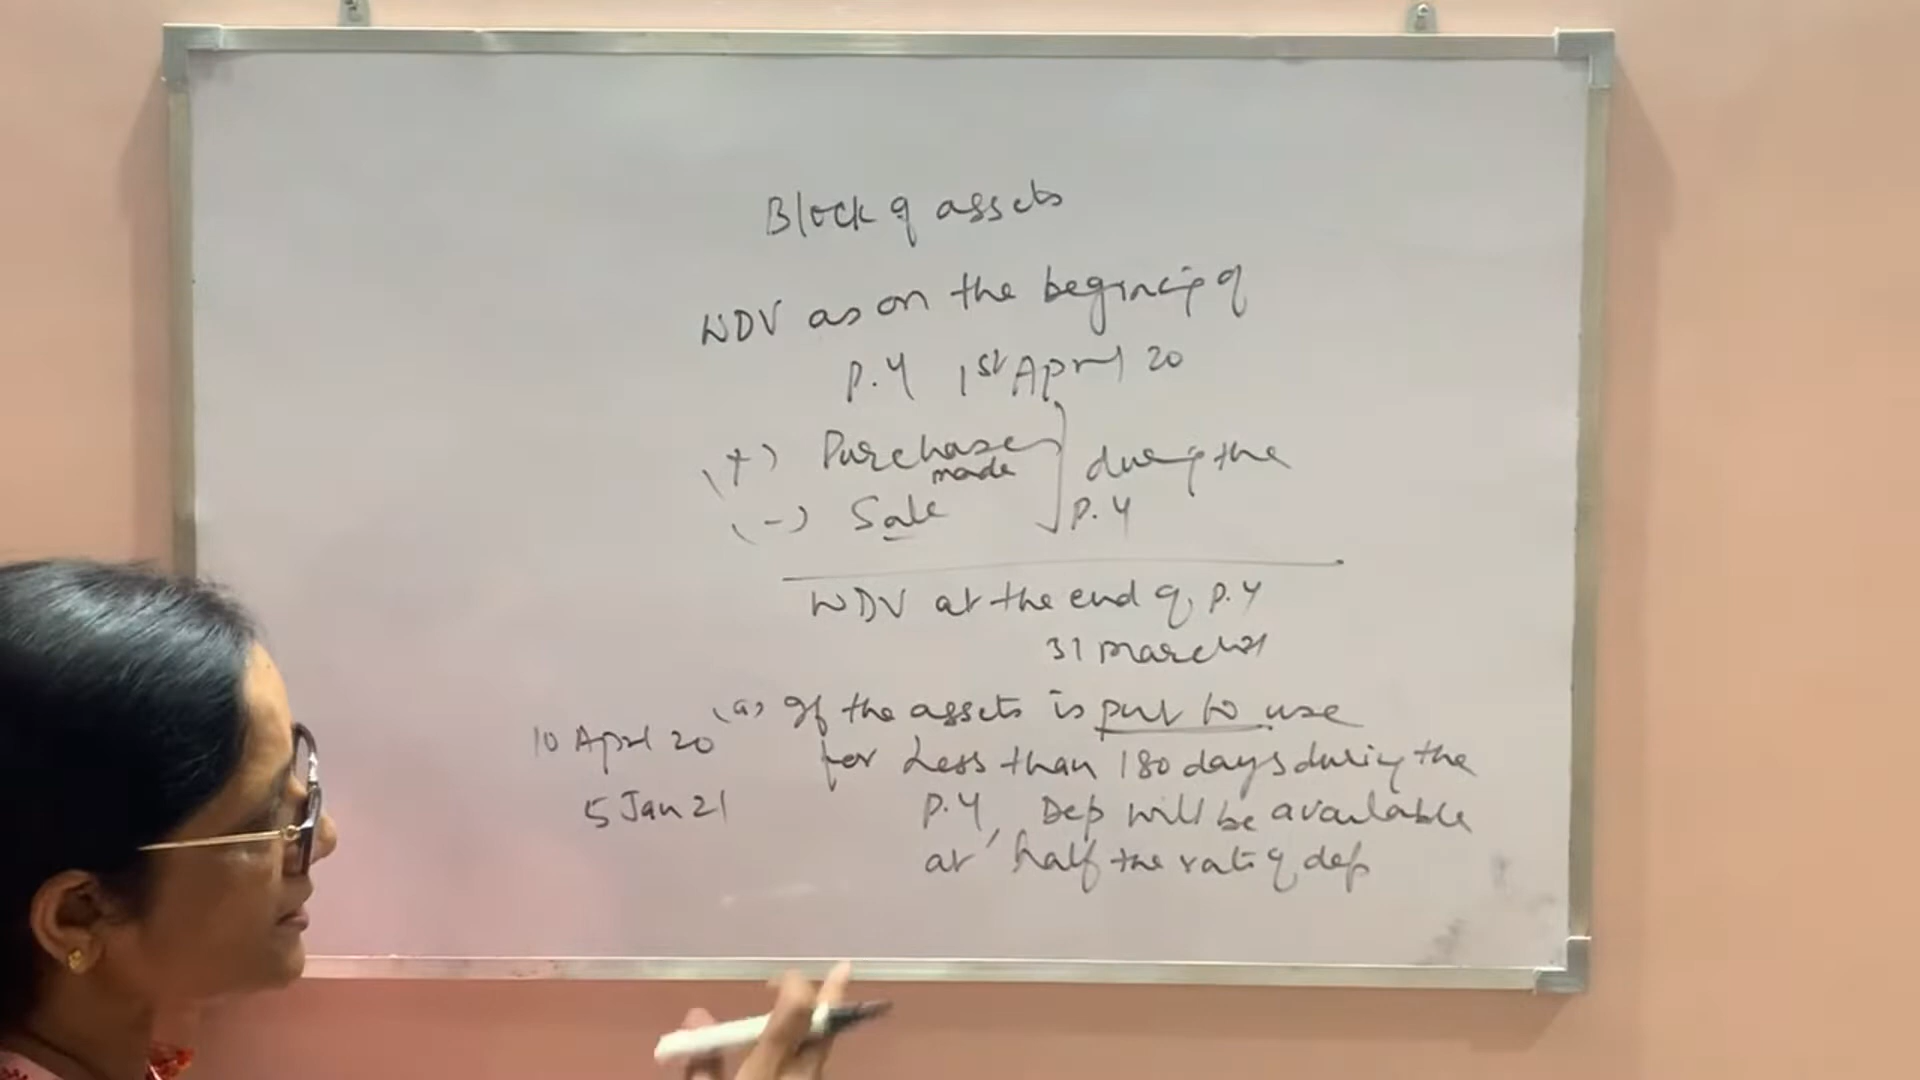 Block of assets
WDV as on the begincip of
P.Y 1st April 20
(+) Purchase made
(-) Sale
during the
P.Y
WDV at the end of P.Y
31 March 21
(a) If the assets is put to use
for Less than 180 days during the
P.Y, Dep will be available
at half the rate of dep
10 April 20
5 Jan 21